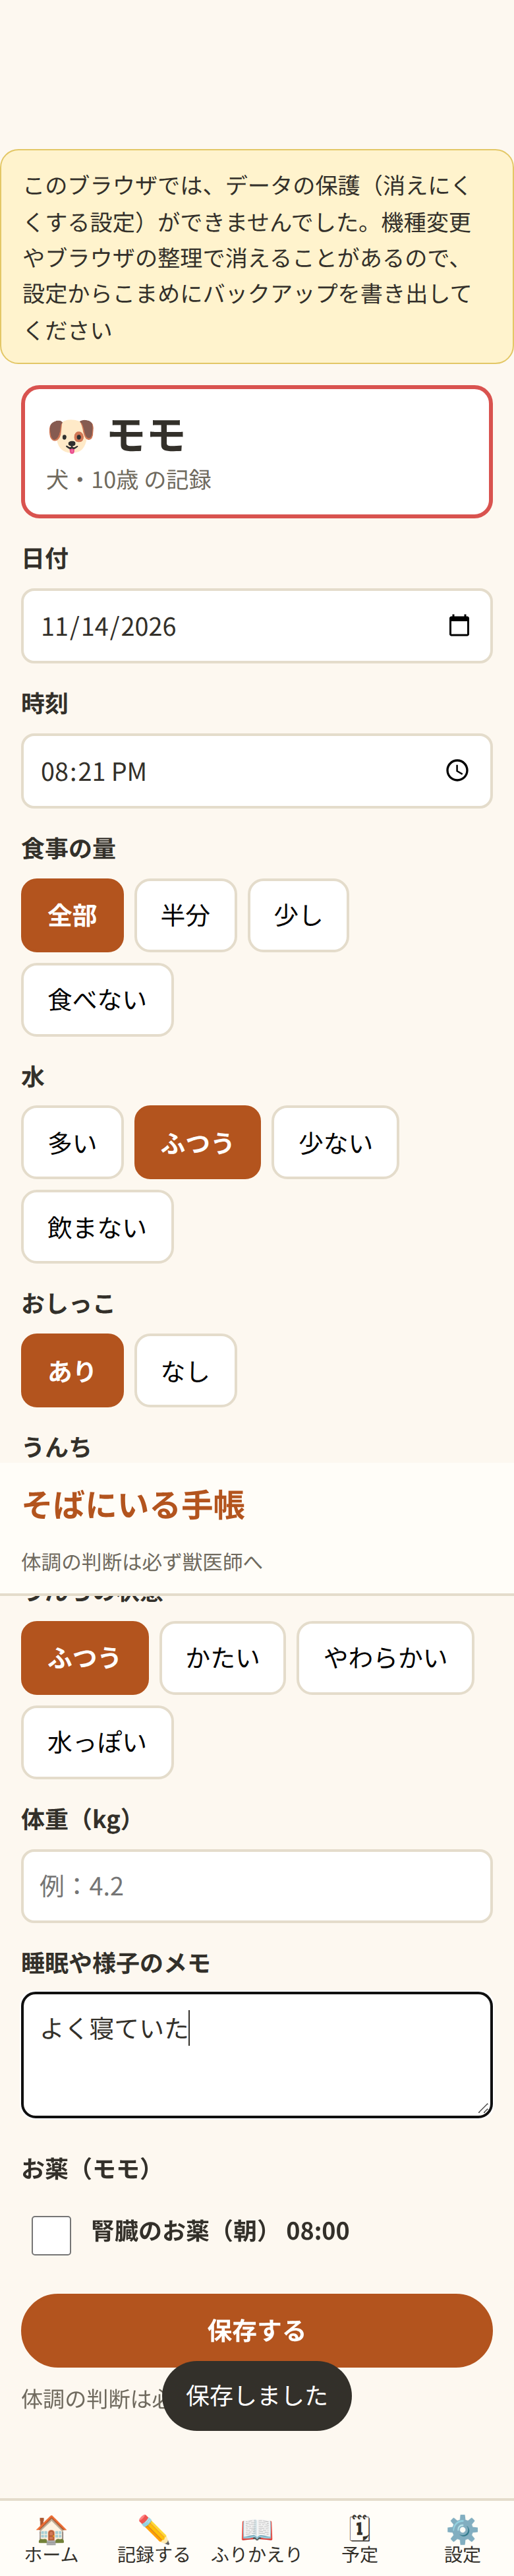 このブラウザでは、データの保護（消えにく
くする設定）ができませんでした。機種変更
やブラウザの整理で消えることがあるので、
設定からこまめにバックアップを書き出して
ください
モモ
犬・10歳 の記録
日付
11/14/2026
時刻
08:21 PM
食事の量
全部 半分 少し
食べない
水
多い ふつう 少ない
飲まない
おしっこ
あり なし
うんち
そばにいる手帳
体調の判断は必ず獣医師へ
ふつう かたい やわらかい
水っぽい
体重（kg）
例：4.2
睡眠や様子のメモ
よく寝ていた
お薬（モモ）
腎臓のお薬（朝） 08:00
保存する
体調の判断は必
保存しました
ホーム 記録する ふりかえり 予定 設定